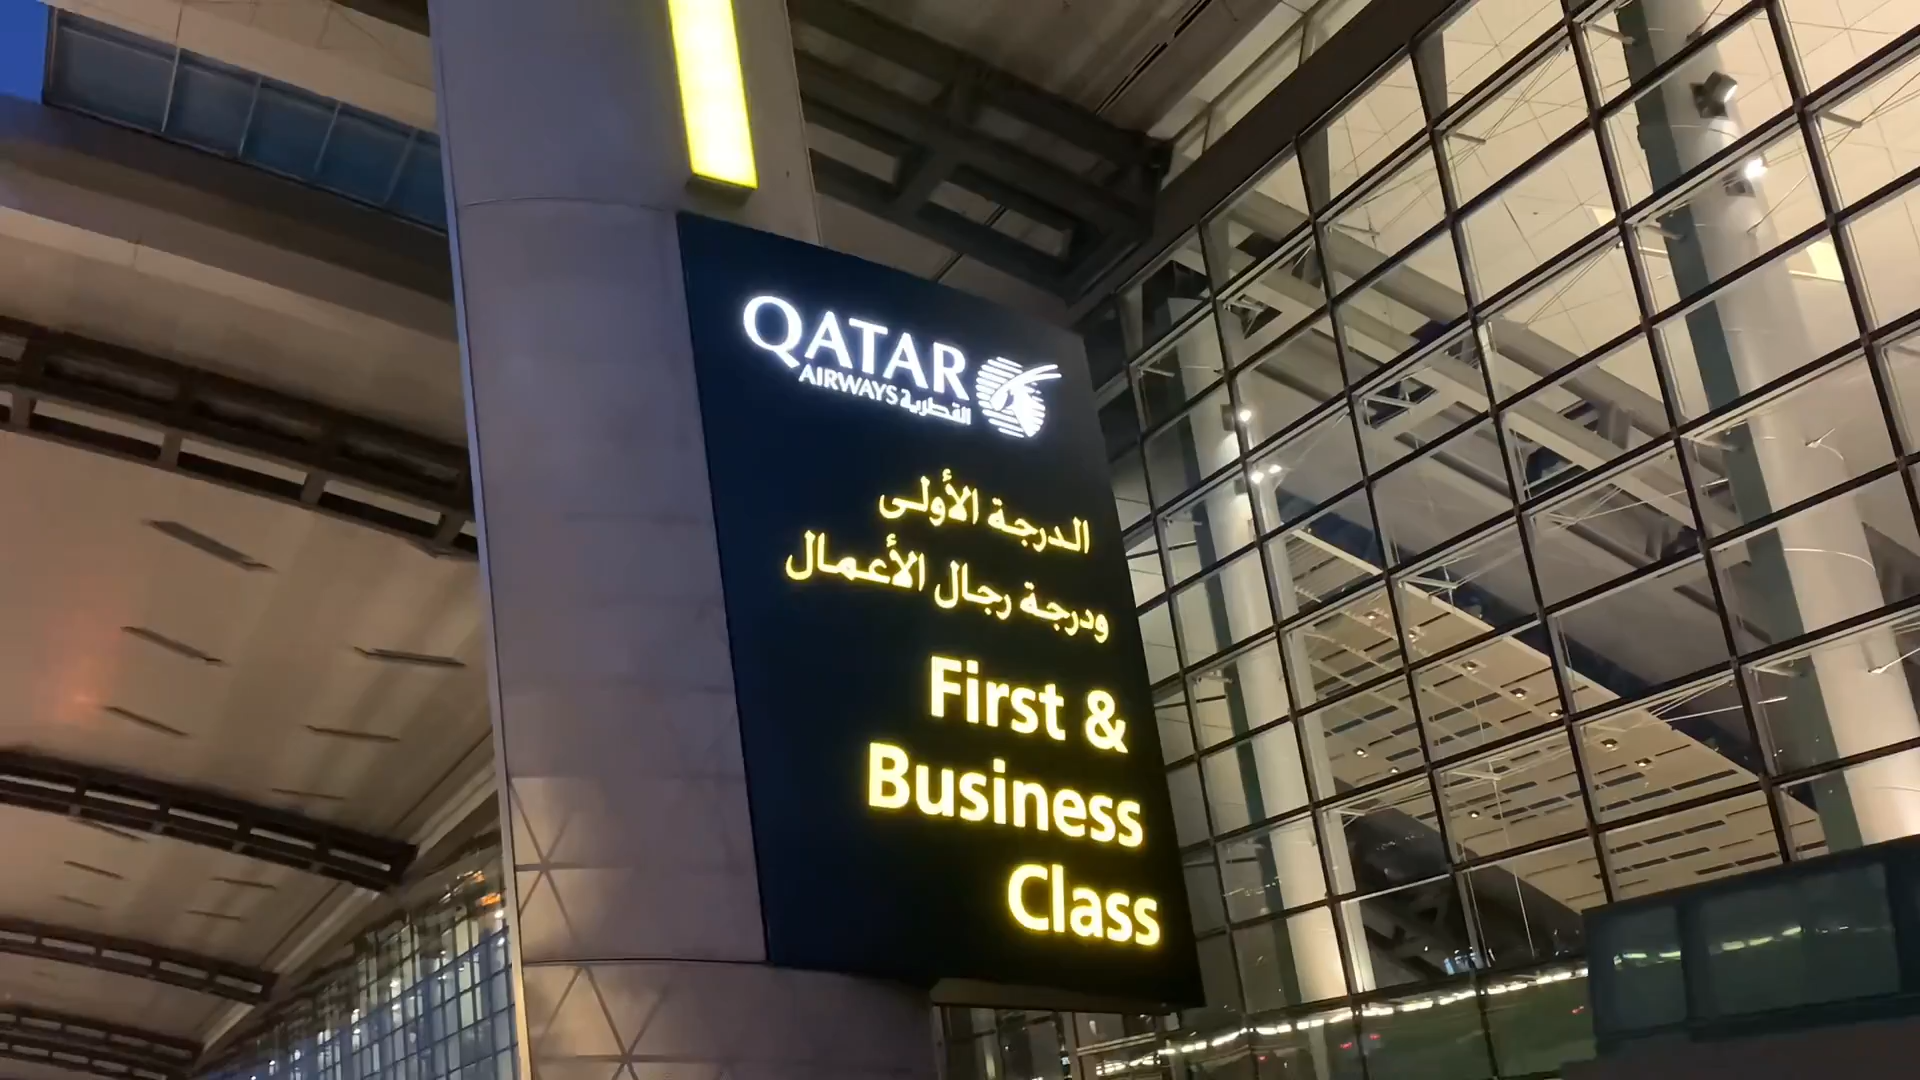 QATAR
AIRWAYS القطرية
الدرجة الأولى
ودرجة رجال الأعمال
First &
Business
Class